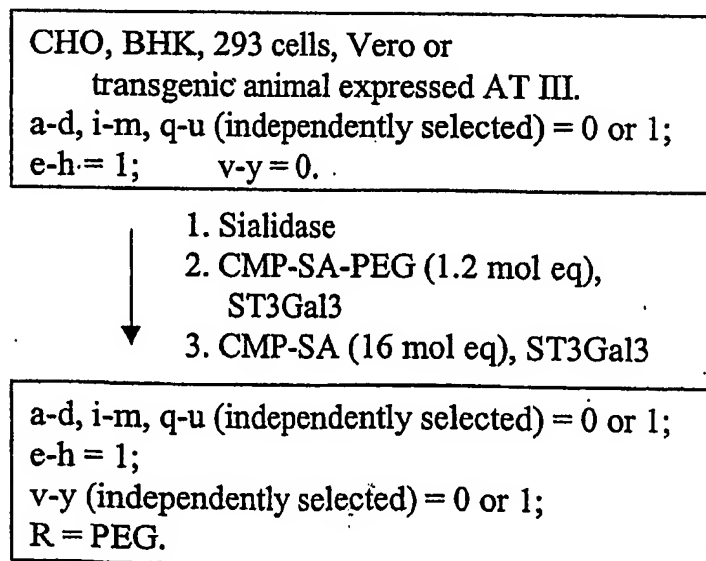 CHO, BHK, 293 cells, Vero or
transgenic animal expressed AT III.
a-d, i-m, q-u (independently selected) = 0 or 1;
e-h = 1; v-y = 0.
1. Sialidase
2. CMP-SA-PEG (1.2 mol eq),
ST3Gal3
3. CMP-SA (16 mol eq), ST3Gal3
a-d, i-m, q-u (independently selected) = 0 or 1;
e-h = 1;
v-y (independently selected) = 0 or 1;
R = PEG.